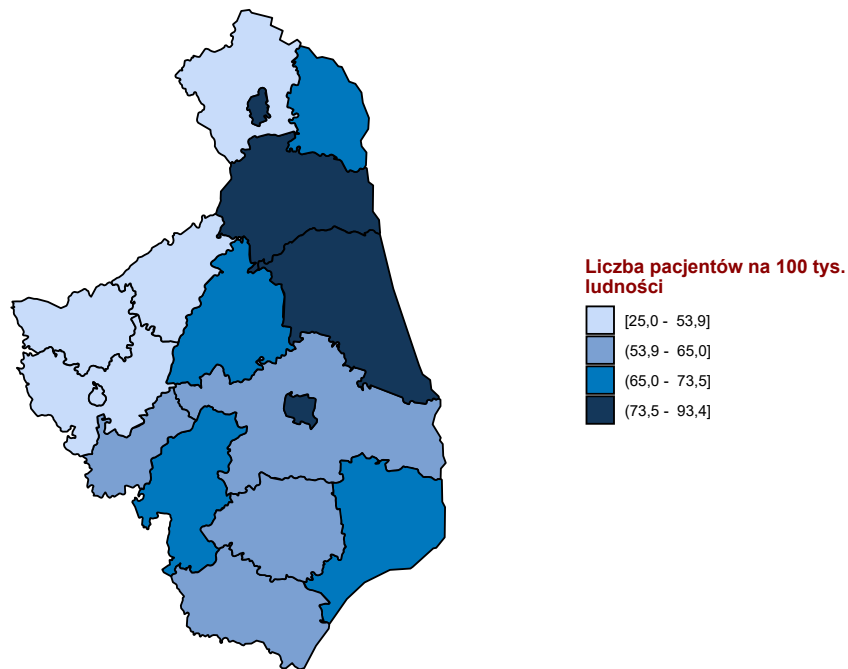 Liczba pacjentów na 100 tys.
ludności
[25,0 - 53,9]
(53,9 - 65,0]
(65,0 - 73,5]
(73,5 - 93,4]